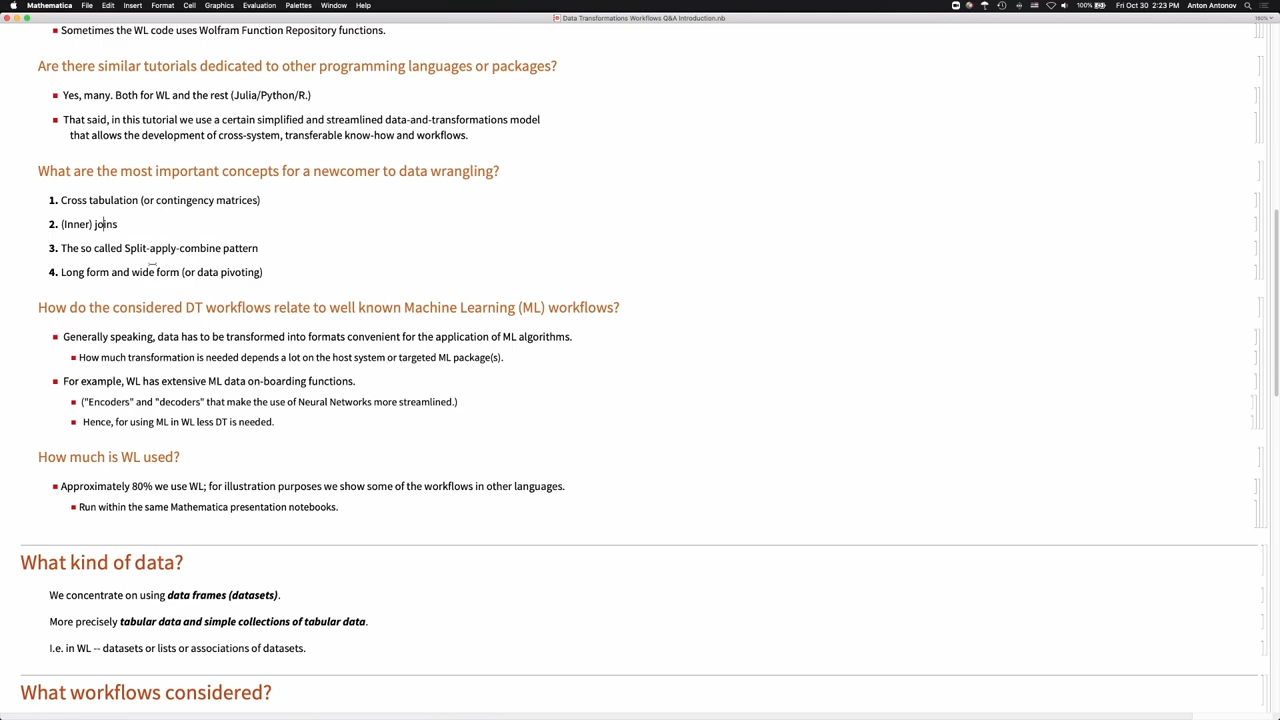 Mathematica File Edit Insert Format Cell Graphics Evaluation Palettes Window Help 100% Fri Oct 30 2:23 PM Anton Antonov
Data Transformations Workflows Q&A Introduction.nb
■ Sometimes the WL code uses Wolfram Function Repository functions.
Are there similar tutorials dedicated to other programming languages or packages?
■ Yes, many. Both for WL and the rest (Julia/Python/R.)
■ That said, in this tutorial we use a certain simplified and streamlined data-and-transformations model
that allows the development of cross-system, transferable know-how and workflows.
What are the most important concepts for a newcomer to data wrangling?
1. Cross tabulation (or contingency matrices)
2. (Inner) joins
3. The so called Split-apply-combine pattern
4. Long form and wide form (or data pivoting)
How do the considered DT workflows relate to well known Machine Learning (ML) workflows?
■ Generally speaking, data has to be transformed into formats convenient for the application of ML algorithms.
■ How much transformation is needed depends a lot on the host system or targeted ML package(s).
■ For example, WL has extensive ML data on-boarding functions.
■ ("Encoders" and "decoders" that make the use of Neural Networks more streamlined.)
■ Hence, for using ML in WL less DT is needed.
How much is WL used?
■ Approximately 80% we use WL; for illustration purposes we show some of the workflows in other languages.
■ Run within the same Mathematica presentation notebooks.
What kind of data?
We concentrate on using data frames (datasets).
More precisely tabular data and simple collections of tabular data.
I.e. in WL -- datasets or lists or associations of datasets.
What workflows considered?